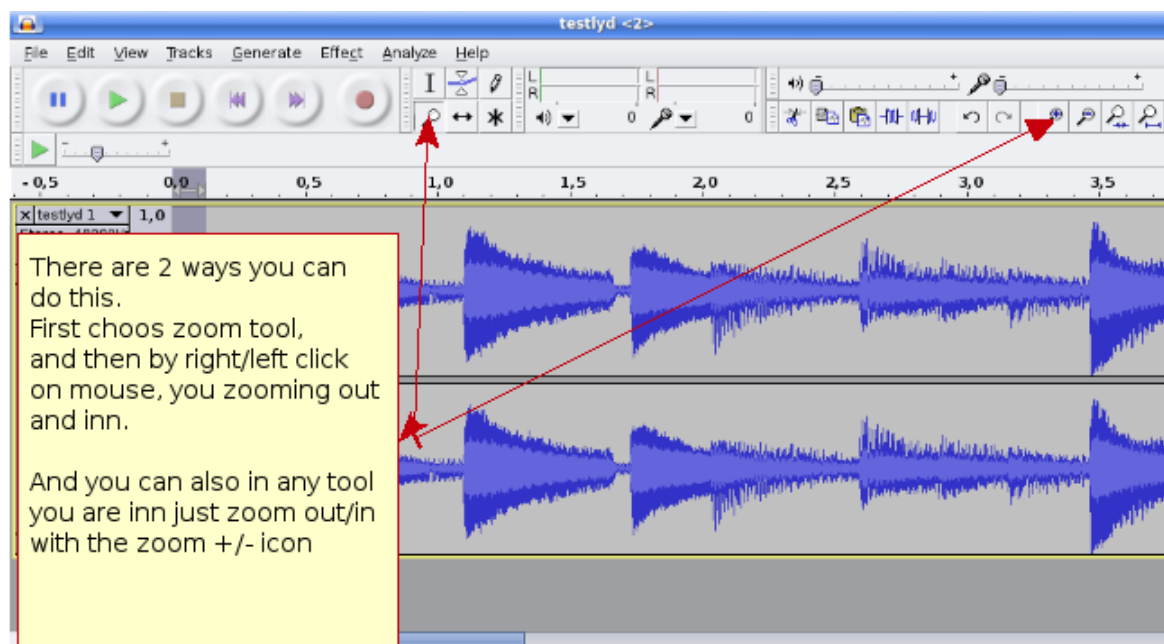 testlyd <2>
File Edit View Tracks Generate Effect Analyze Help
L
R
L
R
0
0
- 0,5 0,0 0,5 1,0 1,5 2,0 2,5 3,0 3,5
testlyd 1 1,0
There are 2 ways you can
do this.
First choos zoom tool,
and then by right/left click
on mouse, you zooming out
and inn.
And you can also in any tool
you are inn just zoom out/in
with the zoom +/- icon